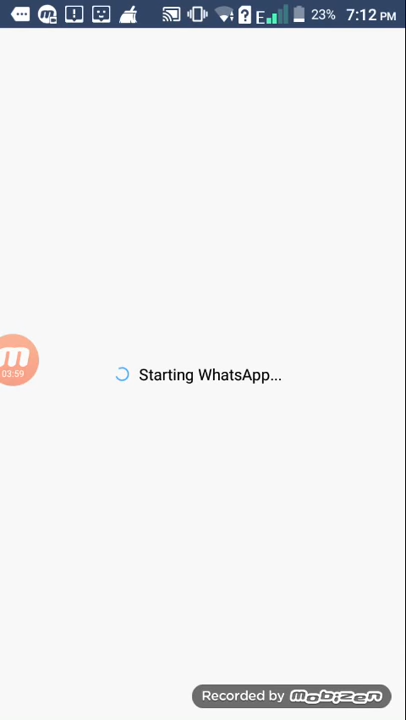 E 23% 7:12 PM
Starting WhatsApp...
m
03:59
Recorded by mobizen